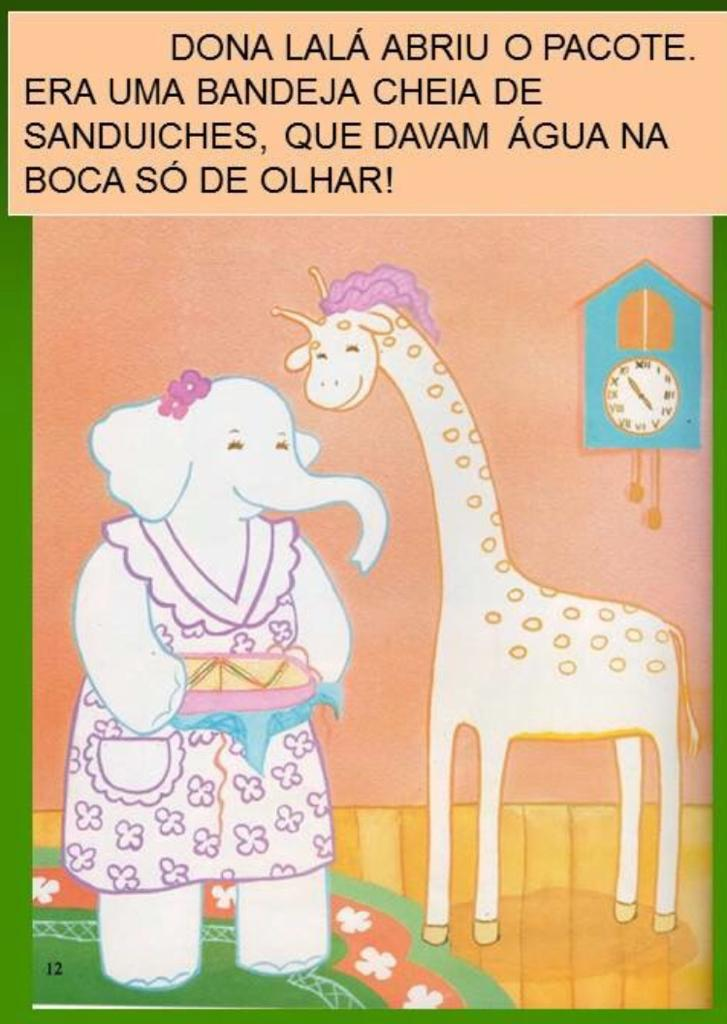 DONA LALÁ ABRIU O PACOTE.
ERA UMA BANDEJA CHEIA DE
SANDUICHES, QUE DAVAM ÁGUA NA
BOCA SÓ DE OLHAR!
12